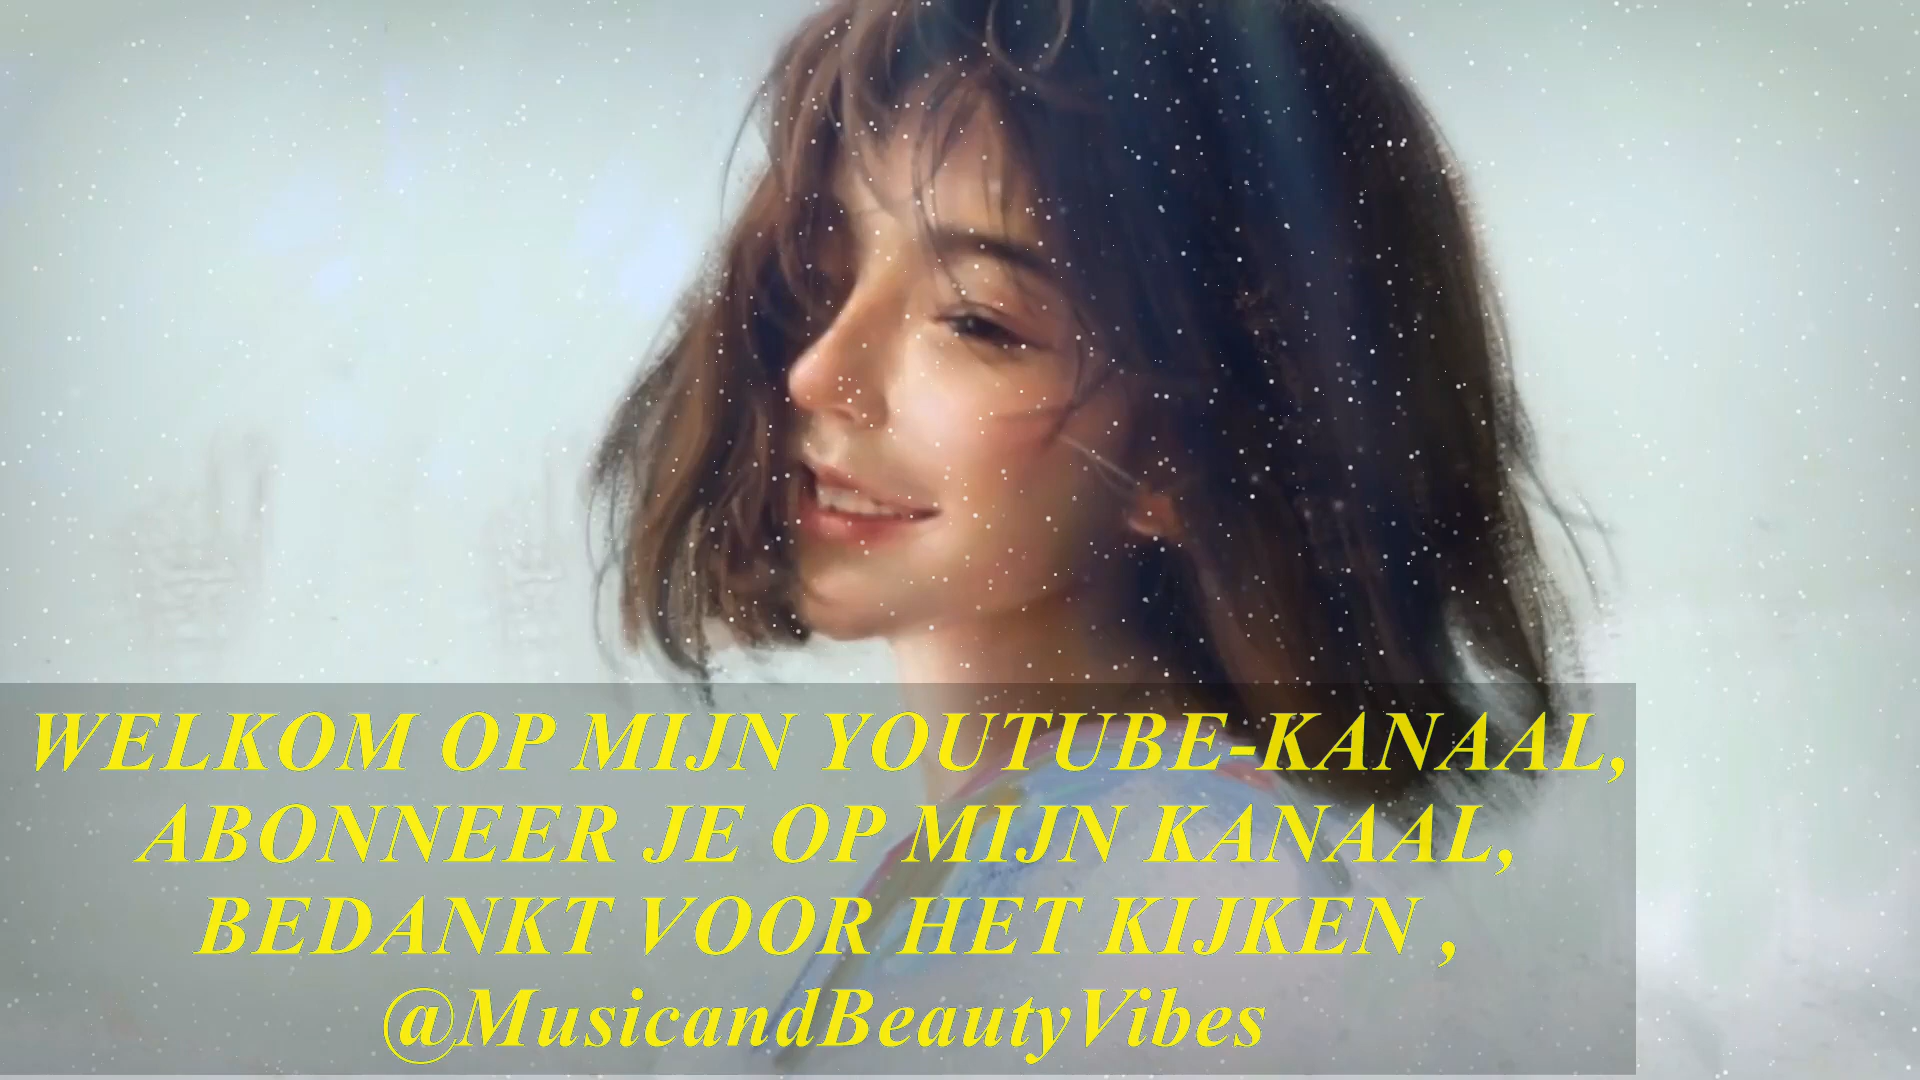 WELKOM OP MIJN YOUTUBE-KANAAL,
ABONNEER JE OP MIJN KANAAL,
BEDANKT VOOR HET KIJKEN ,
@MusicandBeautyVibes